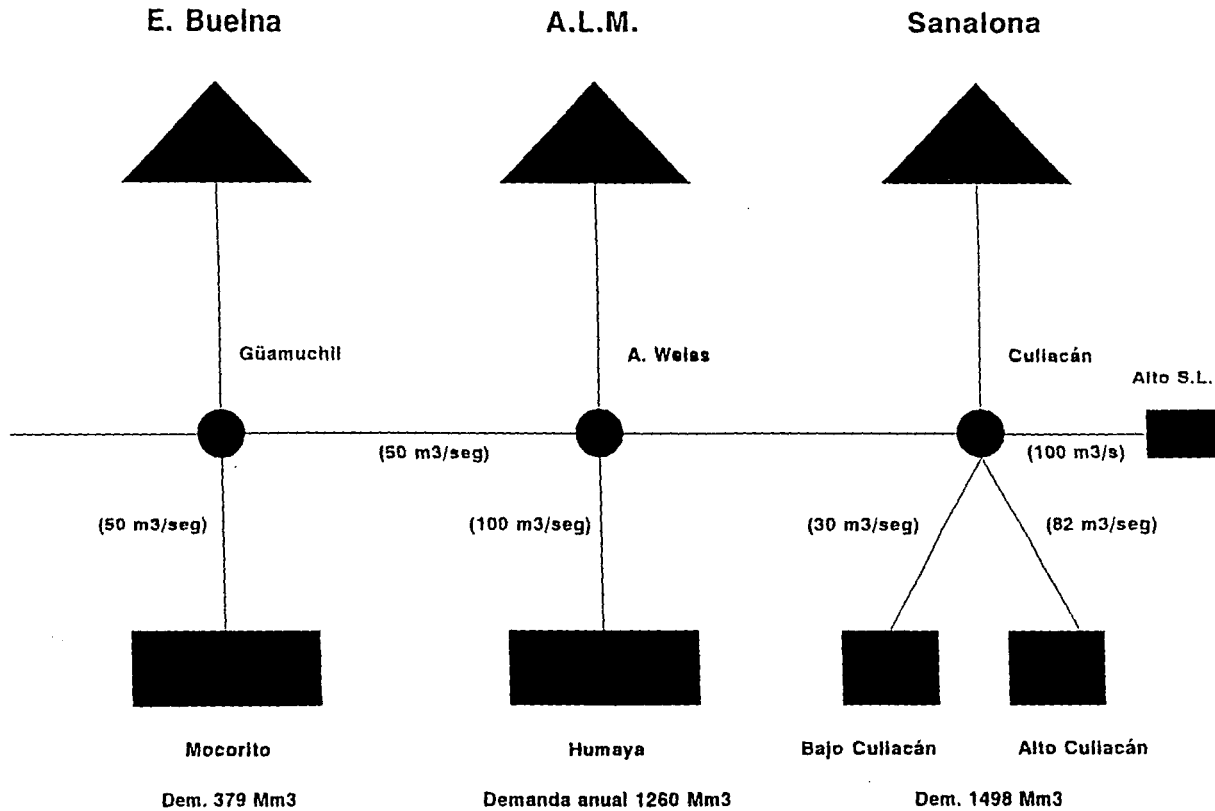 E. Buelna
A.L.M.
Sanalona
Güamuchil
A. Weiss
Culiacán
Alto S.L.
(50 m3/seg)
(100 m3/s)
(50 m3/seg)
(100 m3/seg)
(30 m3/seg)
(82 m3/seg)
Mocorito
Humaya
Bajo Culiacán
Alto Culiacán
Dem. 379 Mm3
Demanda anual 1260 Mm3
Dem. 1498 Mm3